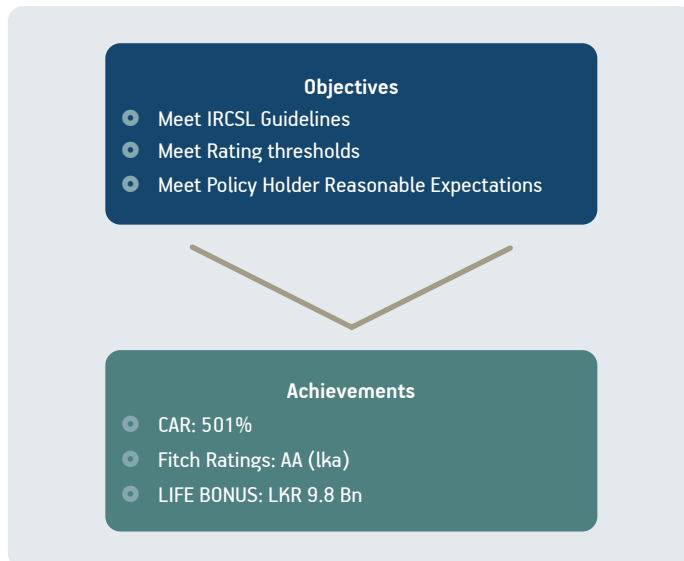 Objectives
Meet IRCSL Guidelines
Meet Rating thresholds
Meet Policy Holder Reasonable Expectations
Achievements
CAR: 501%
Fitch Ratings: AA (lka)
LIFE BONUS: LKR 9.8 Bn